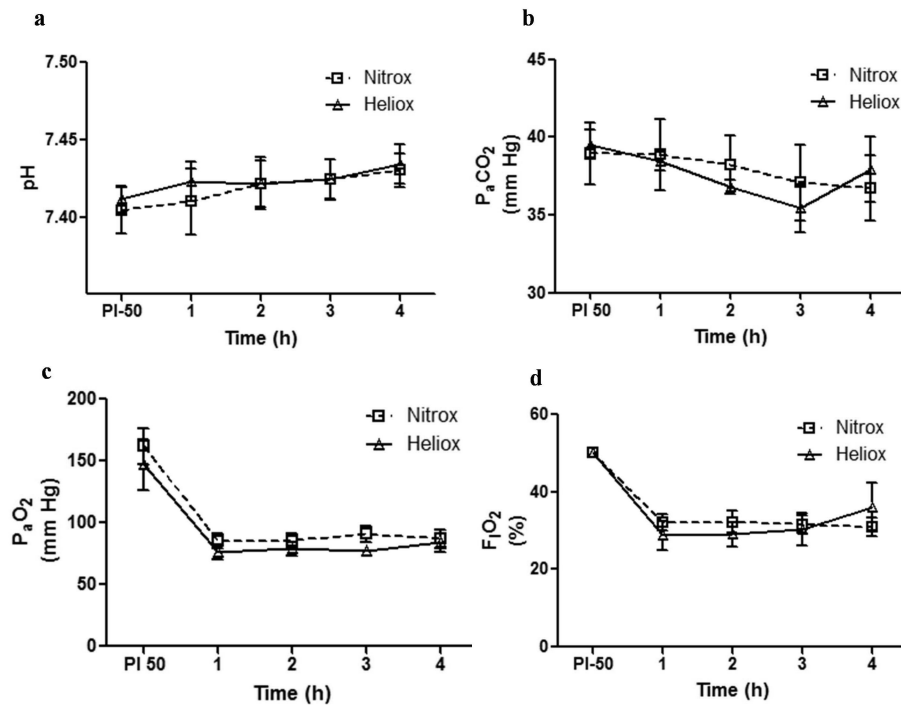 a
7.50
7.45
7.40
pH
Nitrox
Heliox
PI-50 1 2 3 4
Time (h)
b
45
40
35
30
PaCO2
(mm Hg)
Nitrox
Heliox
PI 50 1 2 3 4
Time (h)
c
200
150
100
50
0
PaO2
(mm Hg)
Nitrox
Heliox
PI 50 1 2 3 4
Time (h)
d
60
40
20
0
FIO2
(%)
Nitrox
Heliox
PI-50 1 2 3 4
Time (h)